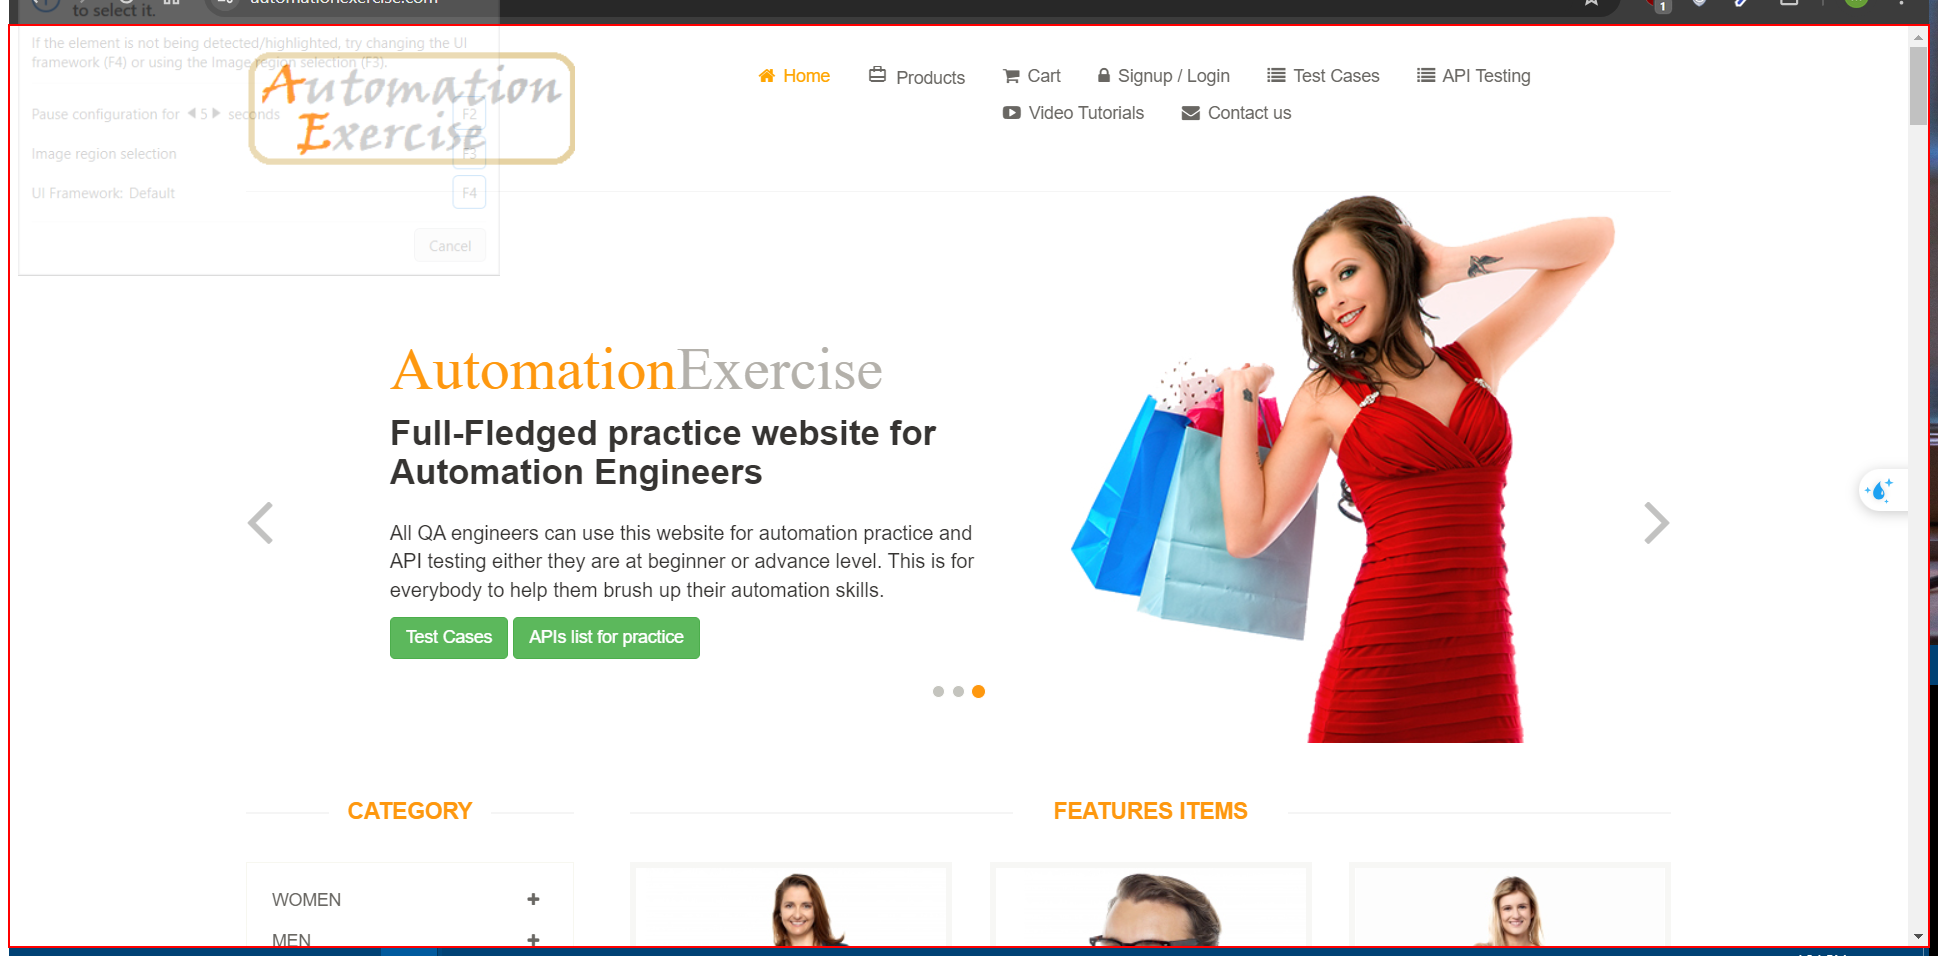 to select it.
automationexercise.com
1
If the element is not being detected/highlighted, try changing the UI
framework (F4) or using the Image region selection (F3).
Pause configuration for 5 seconds
F2
Image region selection
F3
UI Framework: Default
F4
Cancel
Automation
Exercise
Home
Products
Cart
Signup / Login
Test Cases
API Testing
Video Tutorials
Contact us
AutomationExercise
Full-Fledged practice website for
Automation Engineers
All QA engineers can use this website for automation practice and
API testing either they are at beginner or advance level. This is for
everybody to help them brush up their automation skills.
Test Cases
APIs list for practice
CATEGORY
FEATURES ITEMS
WOMEN
MEN